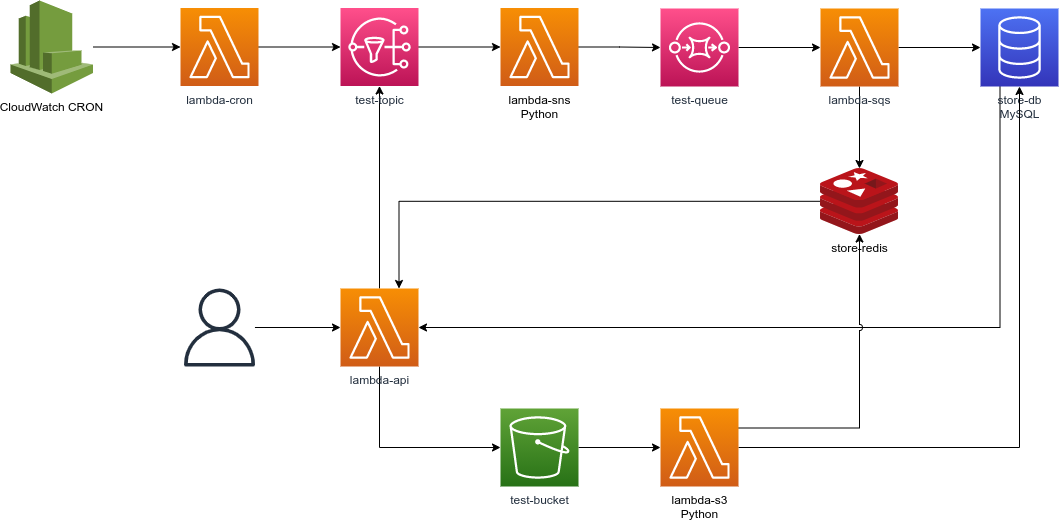 CloudWatch CRON
lambda-cron
test-topic
lambda-sns
Python
test-queue
lambda-sqs
store-db
MySQL
store-redis
lambda-api
test-bucket
lambda-s3
Python